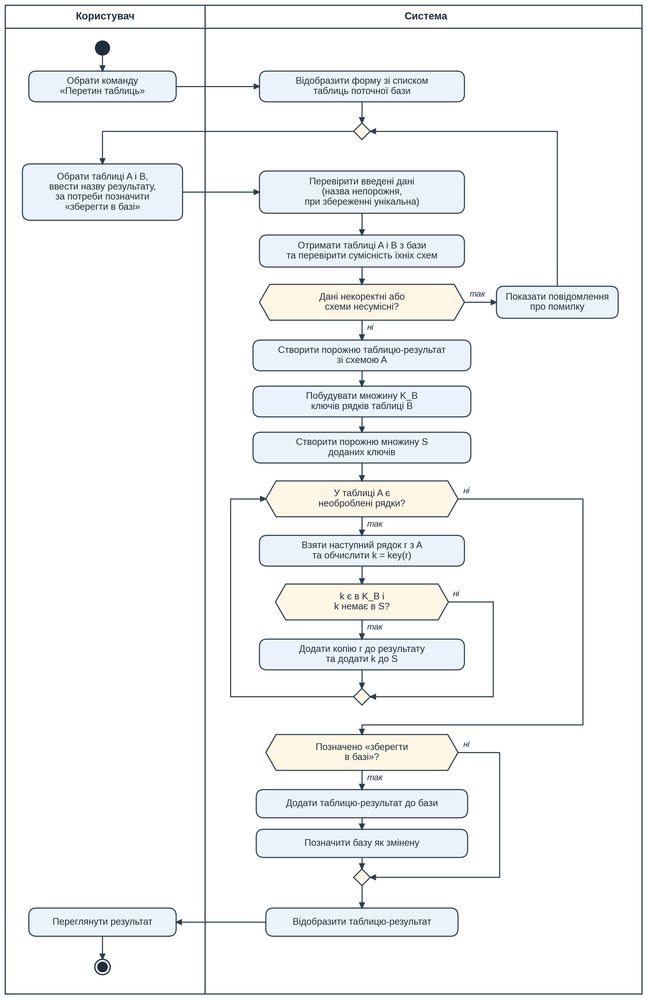 Користувач
Система
Обрати команду
«Перетин таблиць»
Відобразити форму зі списком
таблиць поточної бази
Обрати таблиці A і B,
ввести назву результату,
за потреби позначити
«зберегти в базі»
Перевірити введені дані
(назва непорожня,
при збереженні унікальна)
Отримати таблиці A і B з бази
та перевірити сумісність їхніх схем
Дані некоректні або
схеми несумісні?
так
Показати повідомлення
про помилку
ні
Створити порожню таблицю-результат
зі схемою A
Побудувати множину K_B
ключів рядків таблиці B
Створити порожню множину S
доданих ключів
У таблиці A є
необроблені рядки?
ні
так
Взяти наступний рядок r з A
та обчислити k = key(r)
k є в K_B і
k немає в S?
ні
так
Додати копію r до результату
та додати k до S
Позначено «зберегти
в базі»?
ні
так
Додати таблицю-результат до бази
Позначити базу як змінену
Переглянути результат
Відобразити таблицю-результат